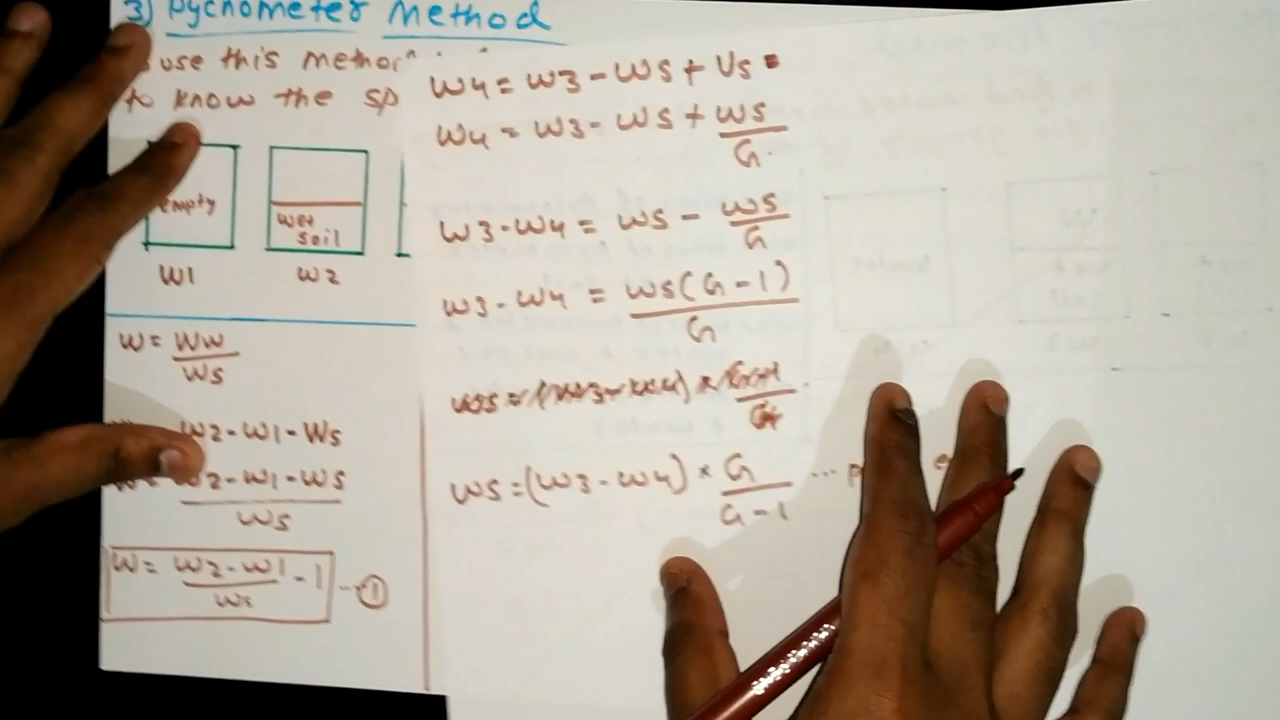 3) Pycnometer Method
use this method
to know the sp
empty
W1
wet
soil
W2
W = Ww
Ws
W2-W1-Ws
W2-W1-Ws
Ws
W = W2-W1 - 1 --①
Ws
W4 = W3 - Ws + Vs
W4 = W3 - Ws + Ws
G.
W3-W4 = Ws - Ws
G
W3-W4 = Ws(G-1)
G
Ws = (W3-W4) × G
G-1